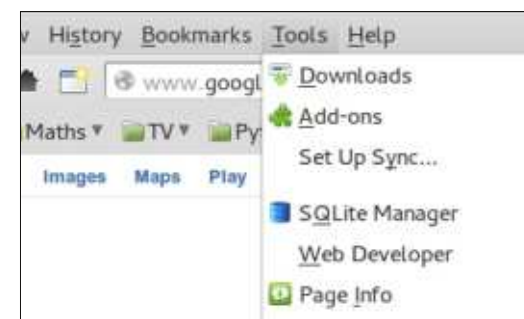 History Bookmarks Tools Help
www.googl
Maths TV Py
Images Maps Play
Downloads
Add-ons
Set Up Sync...
SQLite Manager
Web Developer
Page Info